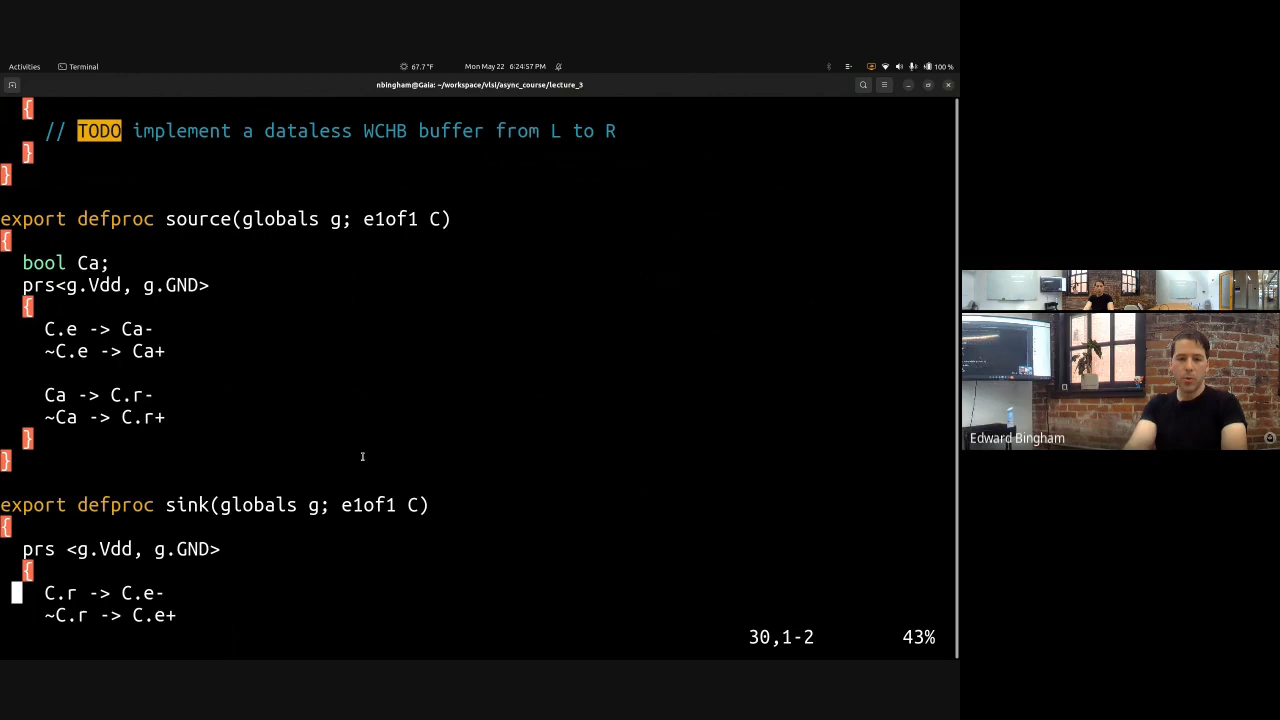 Activities
Terminal
67.7 °F
Mon May 22 6:24:57 PM
100 %
nbingham@Gaia: ~/workspace/vlsi/async_course/lecture_3
{
// TODO implement a dataless WCHB buffer from L to R
}
}
export defproc source(globals g; e1of1 C)
{
bool Ca;
prs<g.Vdd, g.GND>
{
C.e -> Ca-
~C.e -> Ca+
Ca -> C.r-
~Ca -> C.r+
}
}
export defproc sink(globals g; e1of1 C)
{
prs <g.Vdd, g.GND>
{
C.r -> C.e-
~C.r -> C.e+
30,1-2 43%
Edward Bingham